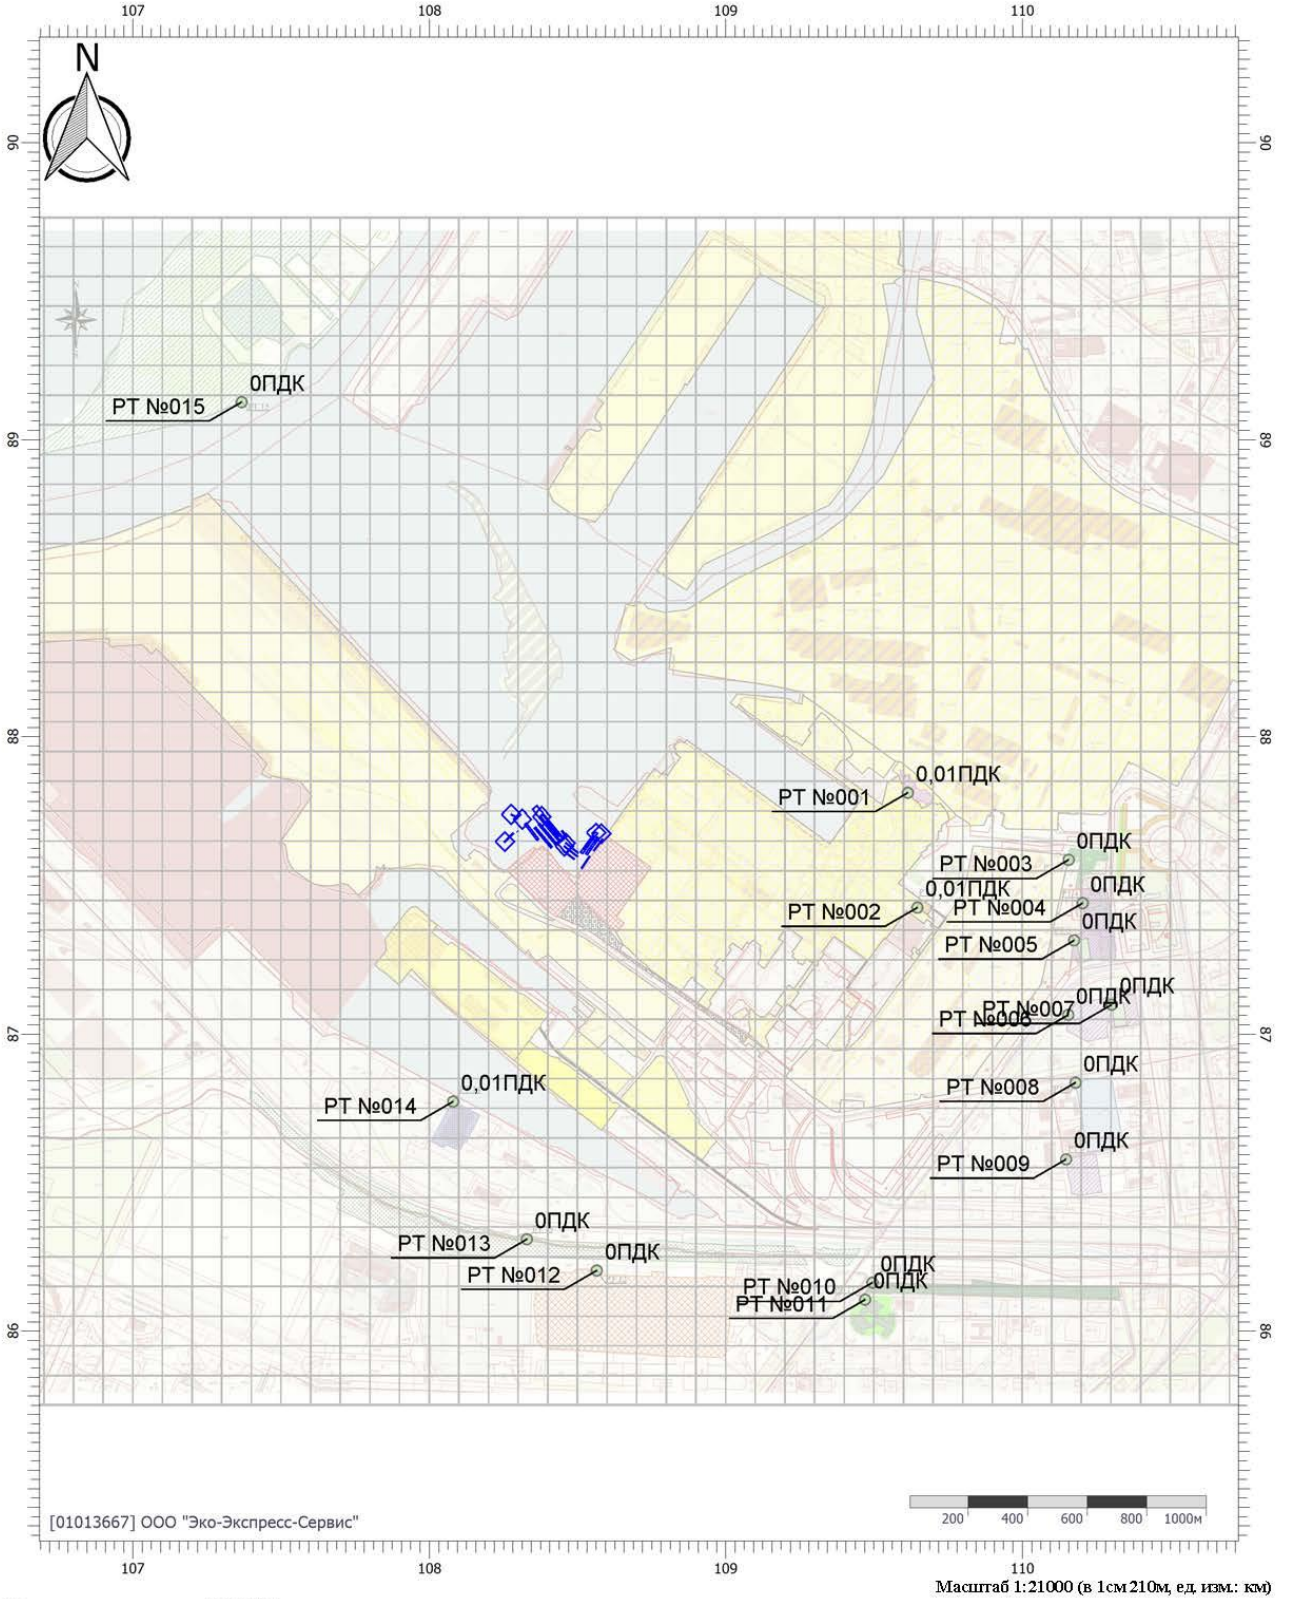 107 108 109 110
N
90 90
0ПДК
РТ №015
89 89
88 88
0,01ПДК
РТ №001
0ПДК
РТ №003
0ПДК
0,01ПДК
РТ №004
РТ №002
0ПДК
РТ №005
0ПДК
0ПДК
РТ №007
РТ №006
87 87
0ПДК
РТ №008
0,01ПДК
РТ №014
0ПДК
РТ №009
0ПДК
РТ №013
0ПДК
РТ №012
0ПДК
РТ №010
0ПДК
РТ №011
86 86
[01013667] ООО "Эко-Экспресс-Сервис"
200 400 600 800 1000м
107 108 109 110
Масштаб 1:21000 (в 1см 210м, ед. изм.: км)